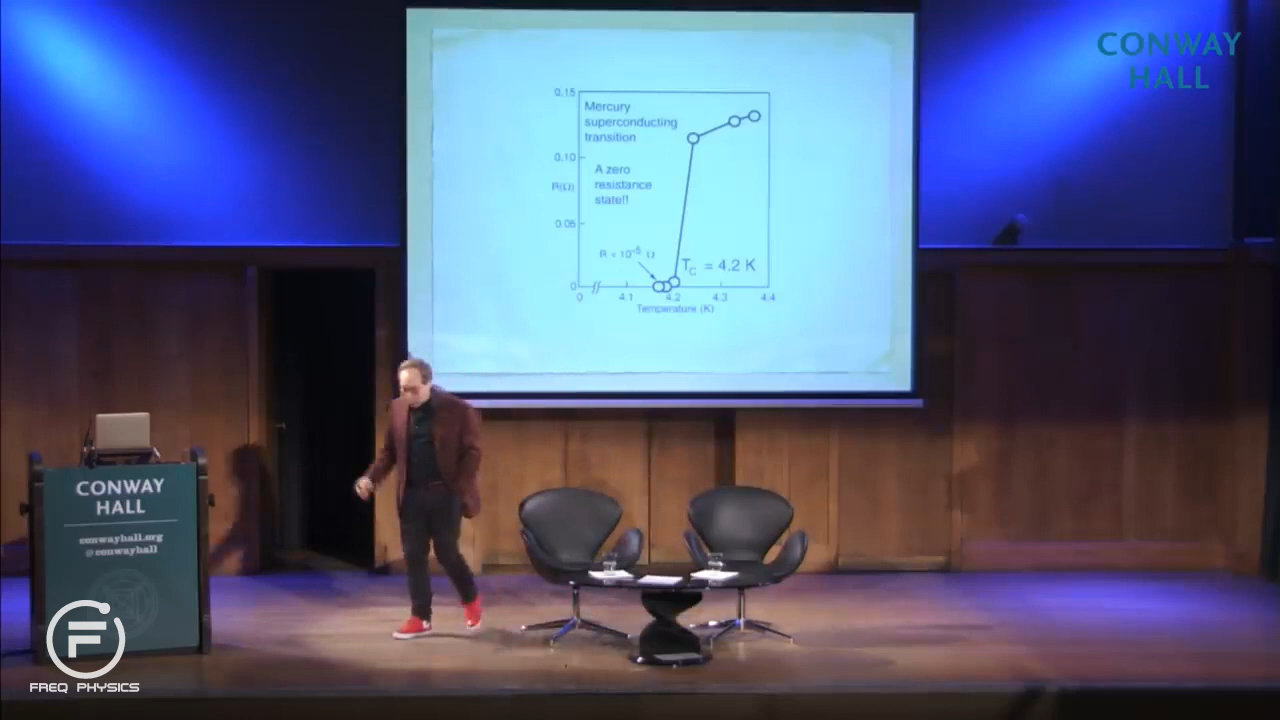 CONWAY
HALL
0.15
Mercury
superconducting
transition
0.10
A zero
resistance
state!!
R(Ω)
0.05
R < 10⁻⁵ Ω
T_C = 4.2 K
0
0
4.1
4.2
4.3
4.4
Temperature (K)
CONWAY
HALL
conwayhall.org
@conwayhall
F
FREQ PHYSICS